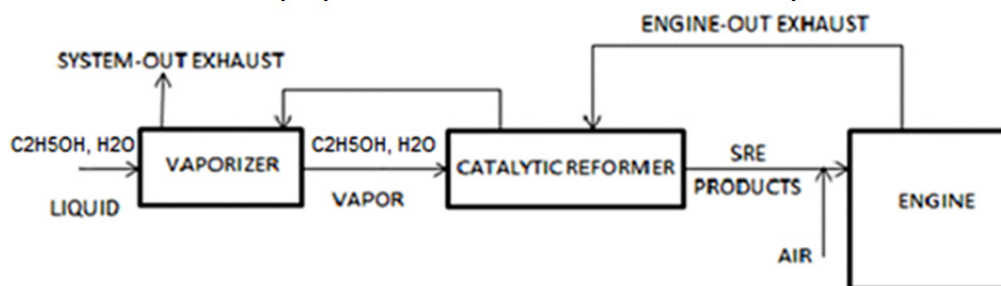 ENGINE-OUT EXHAUST
SYSTEM-OUT EXHAUST
C2H5OH, H2O
LIQUID
VAPORIZER
C2H5OH, H2O
VAPOR
CATALYTIC REFORMER
SRE
PRODUCTS
AIR
ENGINE